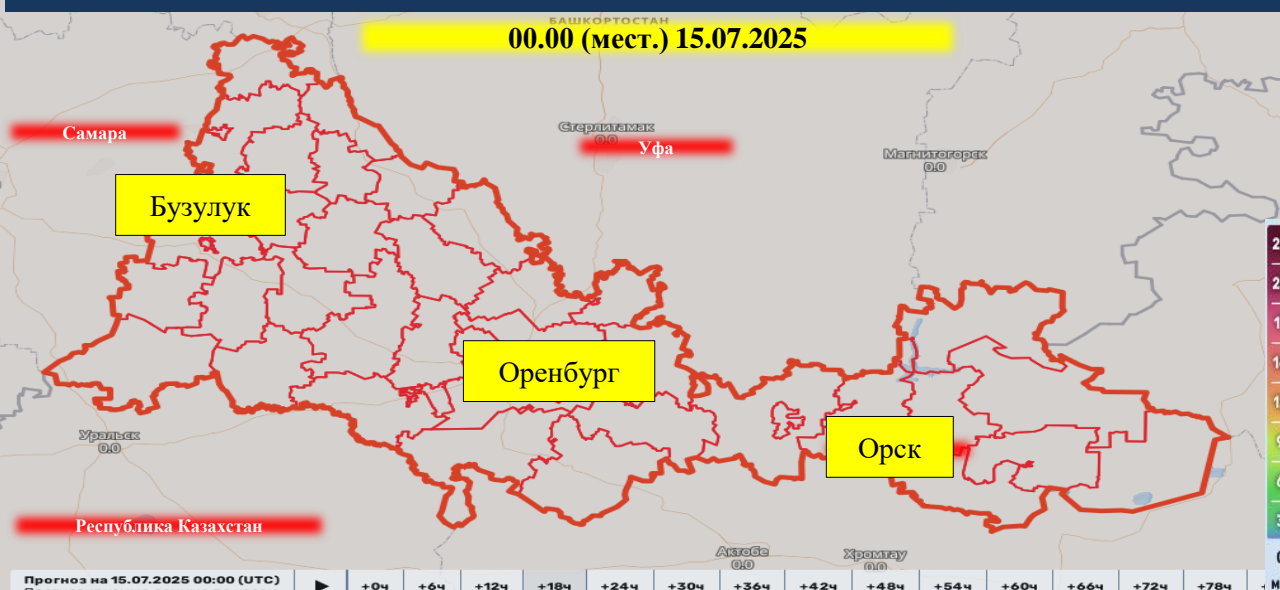 БАШКОРТОСТАН
00.00 (мест.) 15.07.2025
Самара
Стерлитамак
0.0
Уфа
Магнитогорск
0.0
Бузулук
Оренбург
Орск
Уральск
0.0
Республика Казахстан
Актобе
0.0
Хромтау
0.0
Прогноз на 15.07.2025 00:00 (UTC)
+0ч +6ч +12ч +18ч +24ч +30ч +36ч +42ч +48ч +54ч +60ч +66ч +72ч +78ч